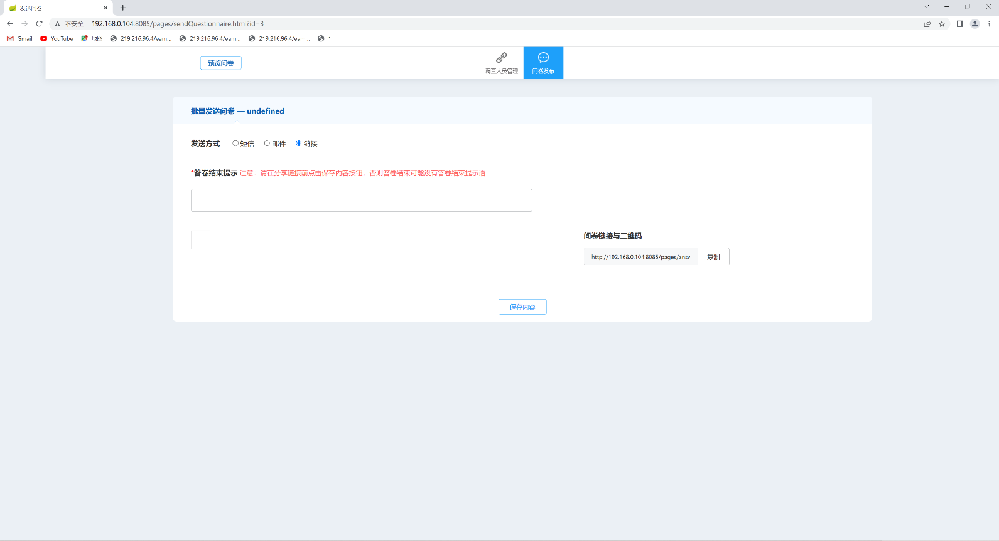 发送问卷
不安全 192.168.0.104:8085/pages/sendQuestionnaire.html?id=3
Gmail YouTube 地图 219.216.96.4/eam... 219.216.96.4/eam... 219.216.96.4/eam... 1
预览问卷
调查人员管理
问卷发布
批量发送问卷 — undefined
发送方式 短信 邮件 链接
*答卷结束提示 注意：请在分享链接前点击保存内容按钮，否则答卷结束可能没有答卷结束提示语
问卷链接与二维码
http://192.168.0.104:8085/pages/ansv 复制
保存内容